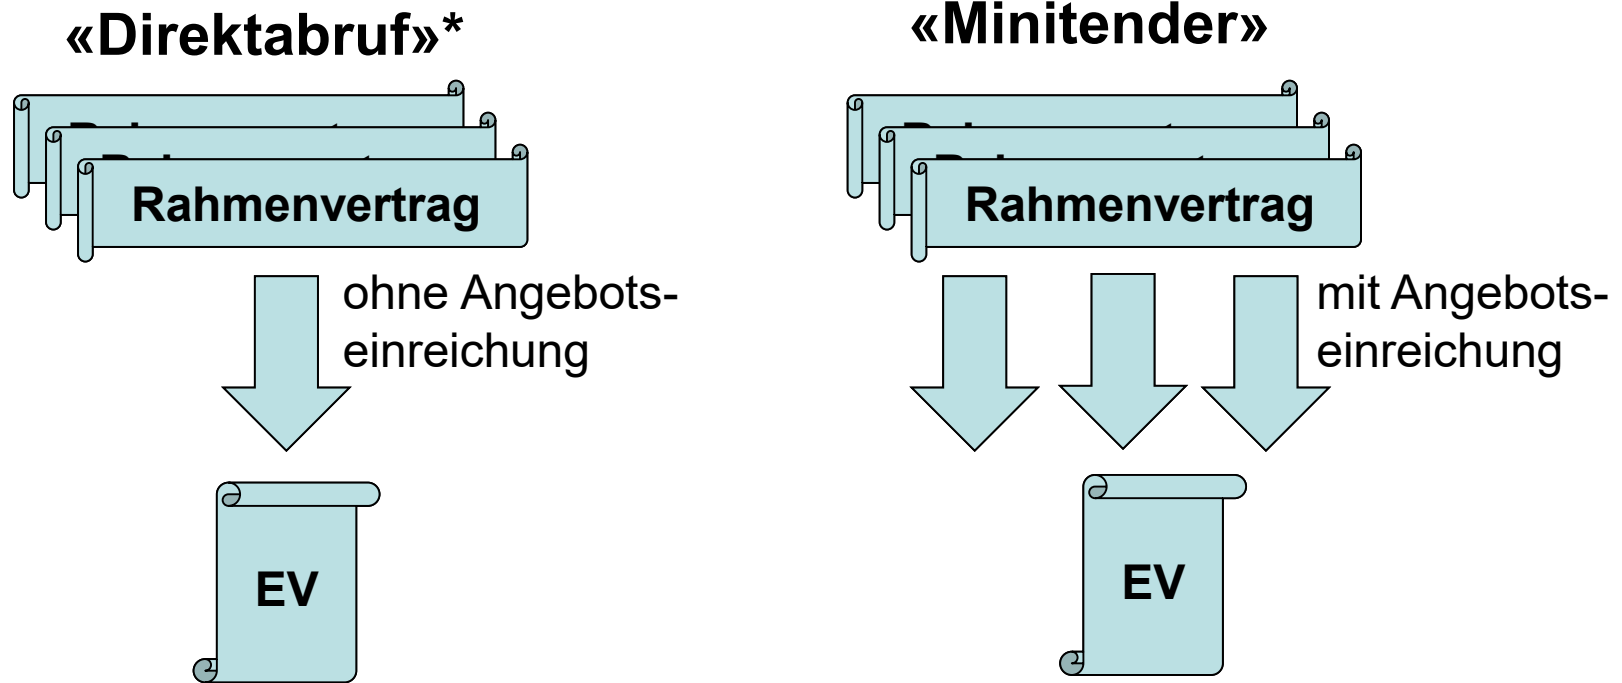 «Direktabruf»*
Rahmenvertrag
ohne Angebots-
einreichung
EV
«Minitender»
Rahmenvertrag
mit Angebots-
einreichung
EV